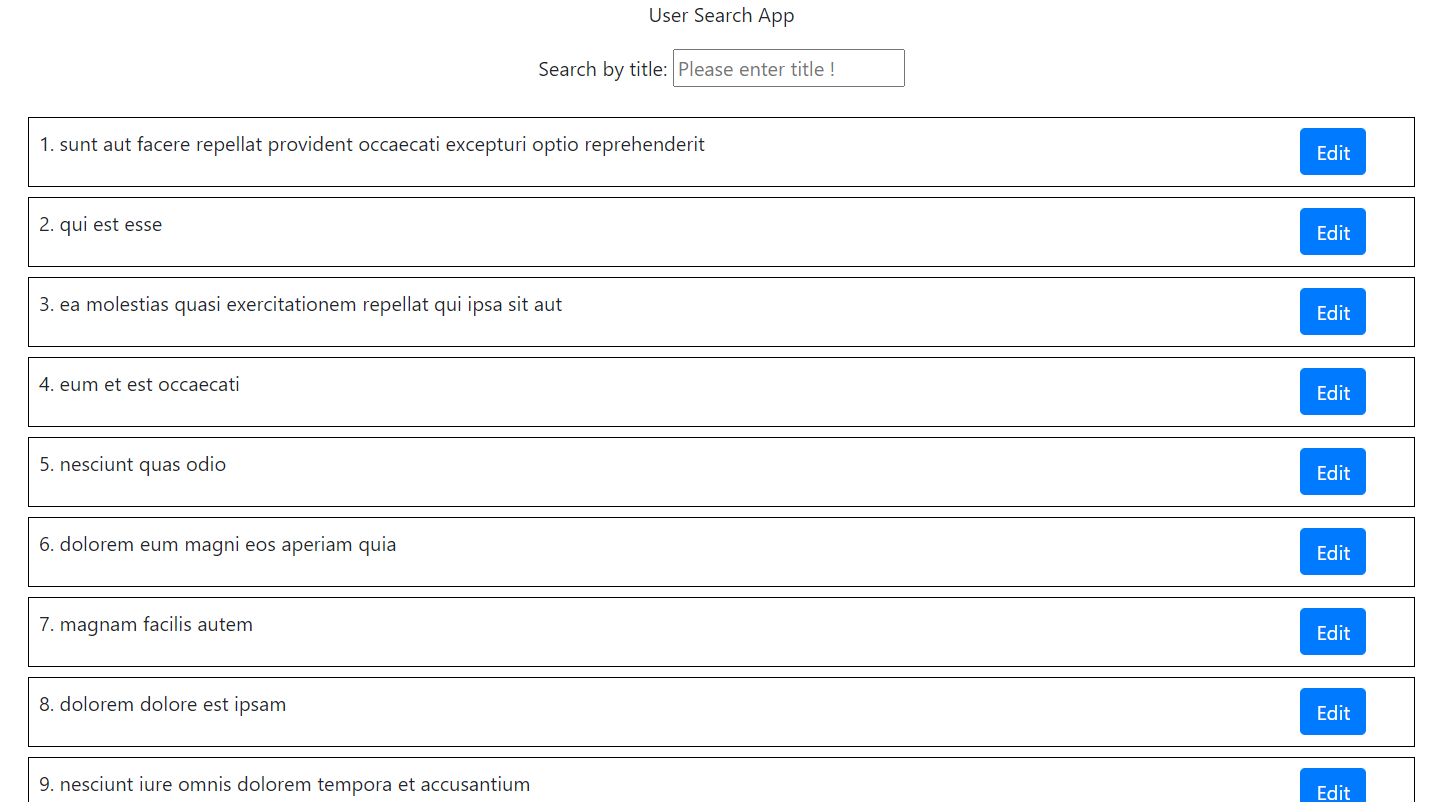 User Search App
Search by title: Please enter title !
1. sunt aut facere repellat provident occaecati excepturi optio reprehenderit Edit
2. qui est esse Edit
3. ea molestias quasi exercitationem repellat qui ipsa sit aut Edit
4. eum et est occaecati Edit
5. nesciunt quas odio Edit
6. dolorem eum magni eos aperiam quia Edit
7. magnam facilis autem Edit
8. dolorem dolore est ipsam Edit
9. nesciunt iure omnis dolorem tempora et accusantium Edit